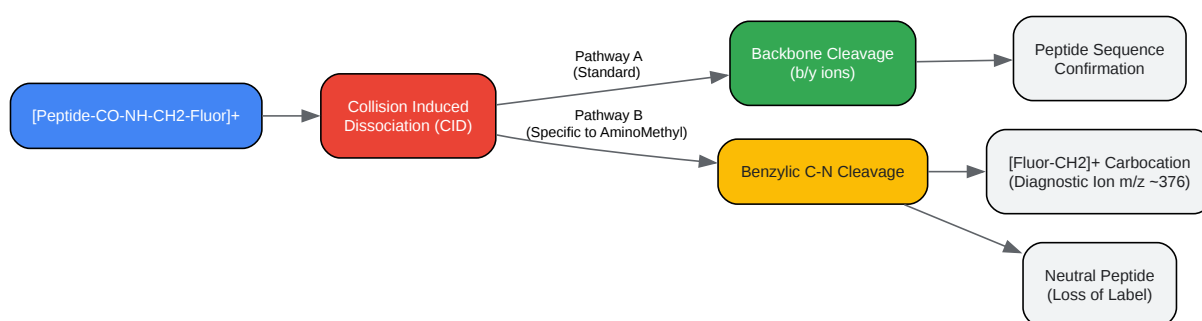 [Peptide-CO-NH-CH2-Fluor]+
Collision Induced
Dissociation (CID)
Pathway A
(Standard)
Pathway B
(Specific to AminoMethyl)
Backbone Cleavage
(b/y ions)
Benzylic C-N Cleavage
Peptide Sequence
Confirmation
[Fluor-CH2]+ Carbocation
(Diagnostic Ion m/z ~376)
Neutral Peptide
(Loss of Label)